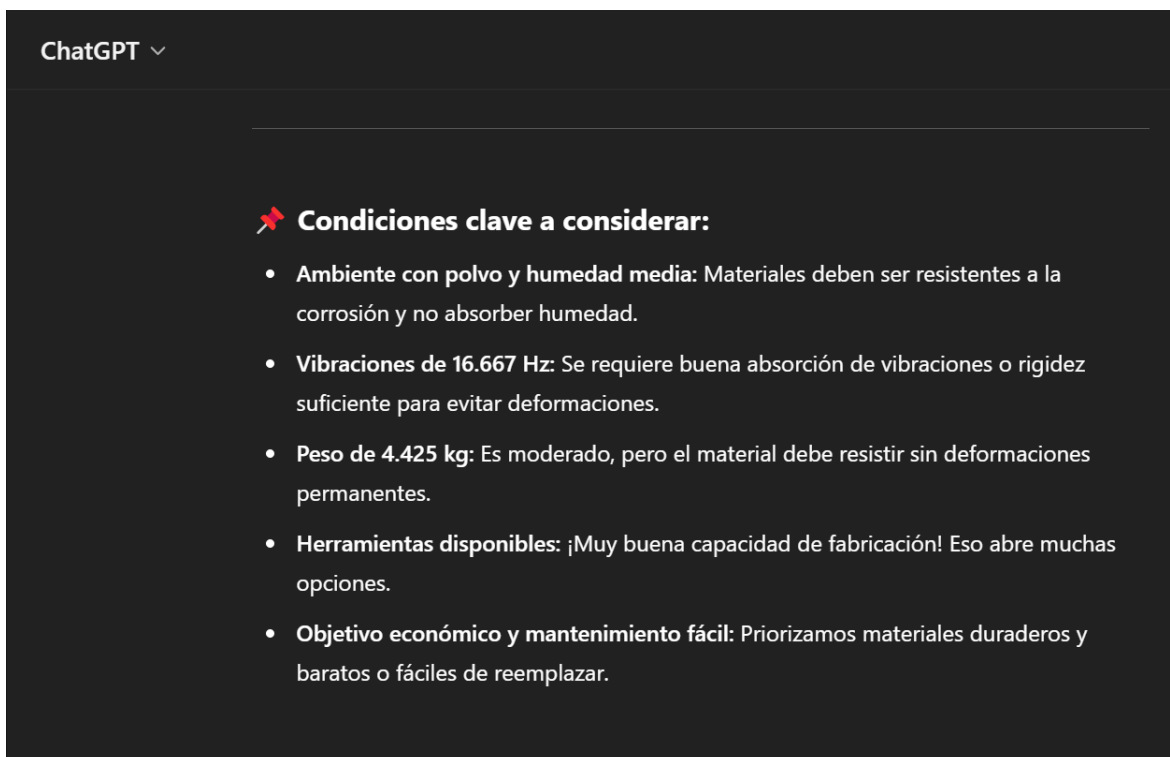 ChatGPT
📌 Condiciones clave a considerar:
• Ambiente con polvo y humedad media: Materiales deben ser resistentes a la
corrosión y no absorber humedad.
• Vibraciones de 16.667 Hz: Se requiere buena absorción de vibraciones o rigidez
suficiente para evitar deformaciones.
• Peso de 4.425 kg: Es moderado, pero el material debe resistir sin deformaciones
permanentes.
• Herramientas disponibles: ¡Muy buena capacidad de fabricación! Eso abre muchas
opciones.
• Objetivo económico y mantenimiento fácil: Priorizamos materiales duraderos y
baratos o fáciles de reemplazar.